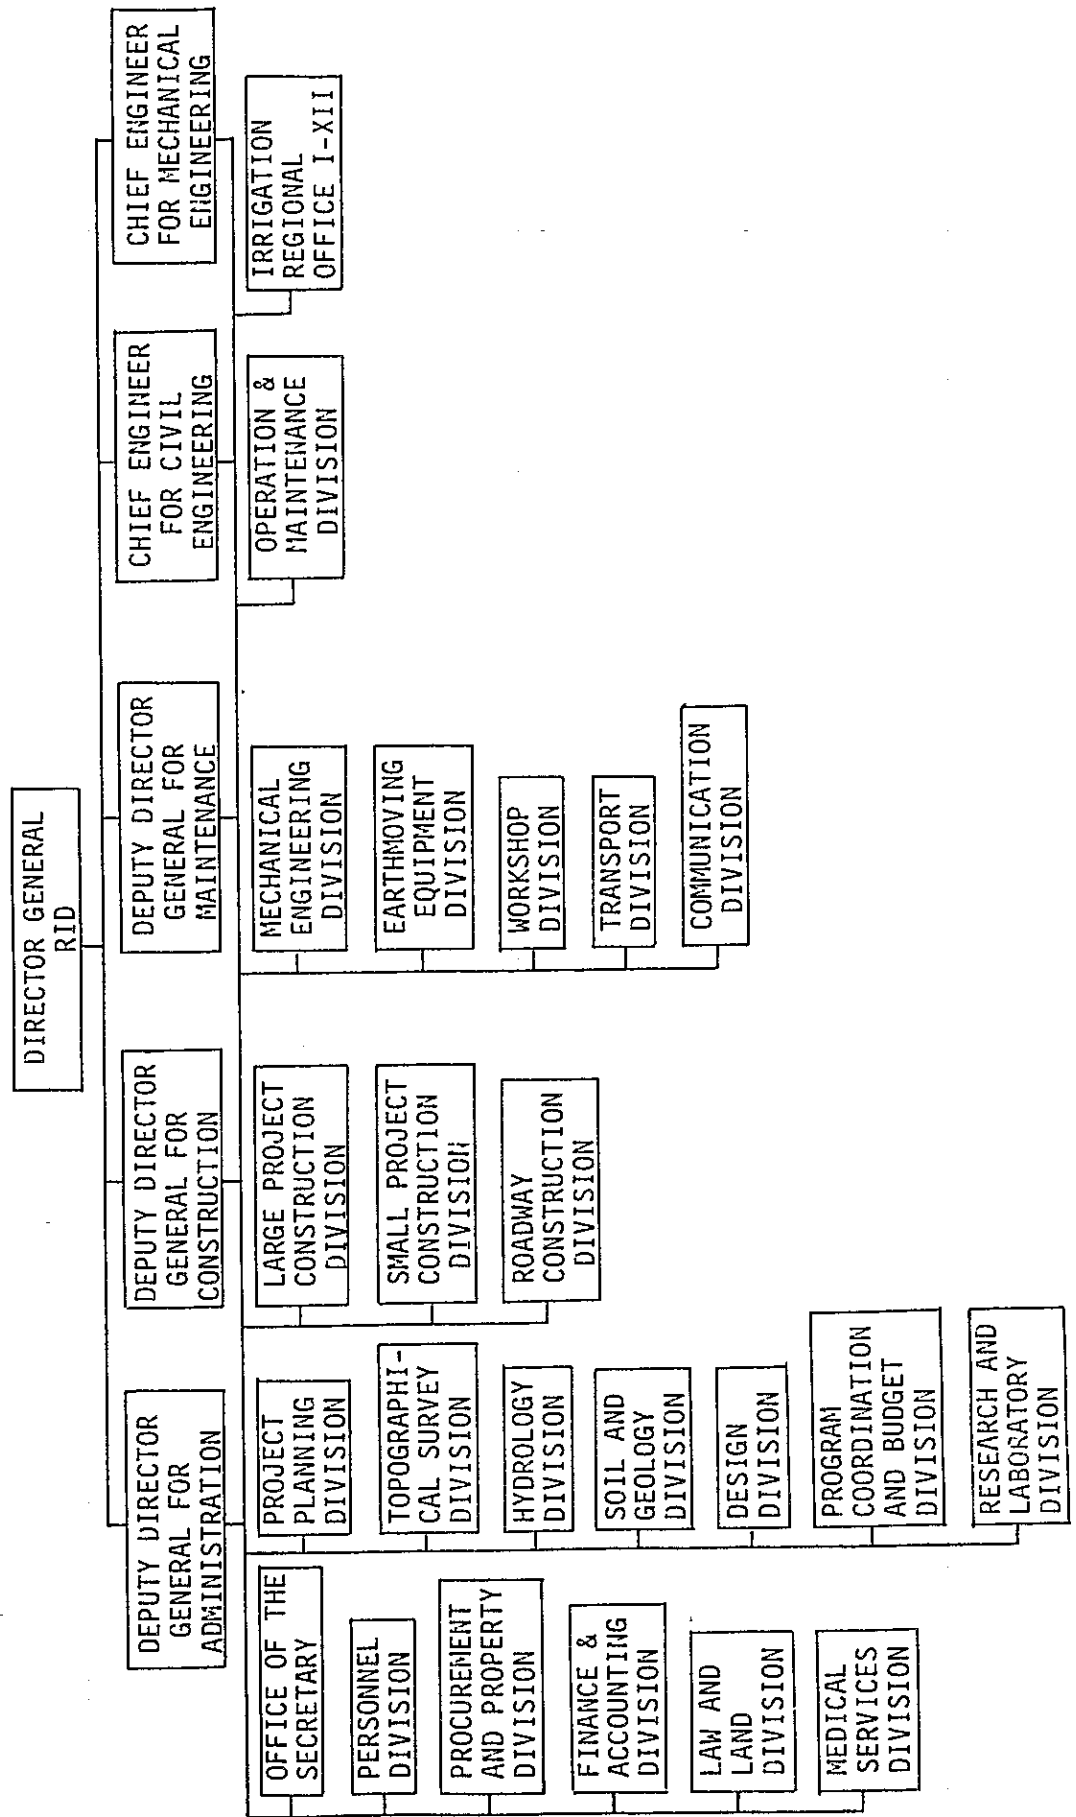 DIRECTOR GENERAL
RID
DEPUTY DIRECTOR
GENERAL FOR
ADMINISTRATION
DEPUTY DIRECTOR
GENERAL FOR
CONSTRUCTION
DEPUTY DIRECTOR
GENERAL FOR
MAINTENANCE
CHIEF ENGINEER
FOR CIVIL
ENGINEERING
CHIEF ENGINEER
FOR MECHANICAL
ENGINEERING
OFFICE OF THE
SECRETARY
PERSONNEL
DIVISION
PROCUREMENT
AND PROPERTY
DIVISION
FINANCE &
ACCOUNTING
DIVISION
LAW AND
LAND
DIVISION
MEDICAL
SERVICES
DIVISION
PROJECT
PLANNING
DIVISION
TOPOGRAPHI-
CAL SURVEY
DIVISION
HYDROLOGY
DIVISION
SOIL AND
GEOLOGY
DIVISION
DESIGN
DIVISION
PROGRAM
COORDINATION
AND BUDGET
DIVISION
RESEARCH AND
LABORATORY
DIVISION
LARGE PROJECT
CONSTRUCTION
DIVISION
SMALL PROJECT
CONSTRUCTION
DIVISION
ROADWAY
CONSTRUCTION
DIVISION
MECHANICAL
ENGINEERING
DIVISION
EARTHMOVING
EQUIPMENT
DIVISION
WORKSHOP
DIVISION
TRANSPORT
DIVISION
COMMUNICATION
DIVISION
OPERATION &
MAINTENANCE
DIVISION
IRRIGATION
REGIONAL
OFFICE I-XII